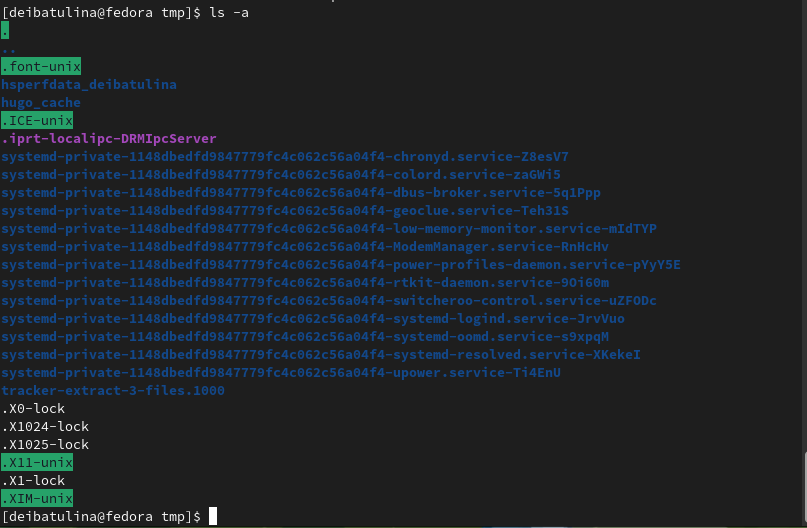 [deibatulina@fedora tmp]$ ls -a
.
..
.font-unix
hsperfdata_deibatulina
hugo_cache
.ICE-unix
.iprt-localipc-DRMIpcServer
systemd-private-1148dbedfd9847779fc4c062c56a04f4-chronyd.service-Z8esV7
systemd-private-1148dbedfd9847779fc4c062c56a04f4-colord.service-zaGWi5
systemd-private-1148dbedfd9847779fc4c062c56a04f4-dbus-broker.service-5q1Ppp
systemd-private-1148dbedfd9847779fc4c062c56a04f4-geoclue.service-Teh31S
systemd-private-1148dbedfd9847779fc4c062c56a04f4-low-memory-monitor.service-mIdTYP
systemd-private-1148dbedfd9847779fc4c062c56a04f4-ModemManager.service-RnHcHv
systemd-private-1148dbedfd9847779fc4c062c56a04f4-power-profiles-daemon.service-pYyY5E
systemd-private-1148dbedfd9847779fc4c062c56a04f4-rtkit-daemon.service-9Oi60m
systemd-private-1148dbedfd9847779fc4c062c56a04f4-switcheroo-control.service-uZFODc
systemd-private-1148dbedfd9847779fc4c062c56a04f4-systemd-logind.service-JrvVuo
systemd-private-1148dbedfd9847779fc4c062c56a04f4-systemd-oomd.service-s9xpqM
systemd-private-1148dbedfd9847779fc4c062c56a04f4-systemd-resolved.service-XKekeI
systemd-private-1148dbedfd9847779fc4c062c56a04f4-upower.service-Ti4EnU
tracker-extract-3-files.1000
.X0-lock
.X1024-lock
.X1025-lock
.X11-unix
.X1-lock
.XIM-unix
[deibatulina@fedora tmp]$